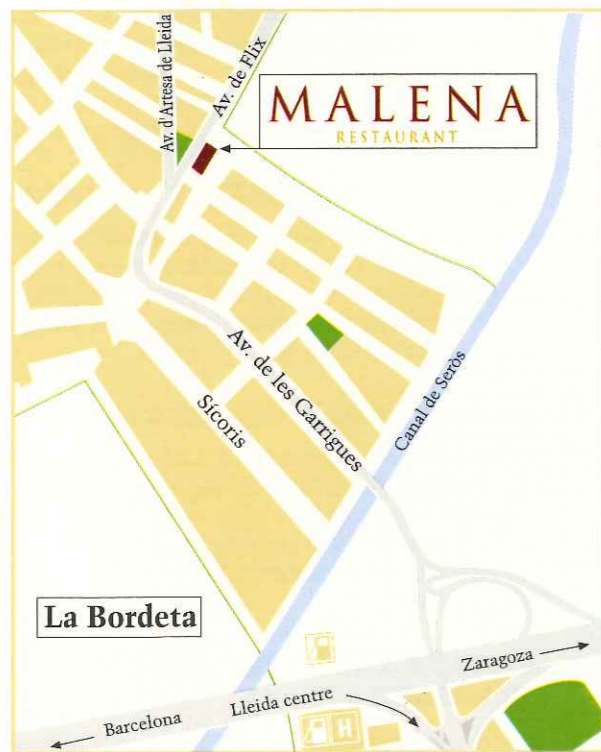 Av. d'Artesa de Lleida
Av. de Flix
MALENA
RESTAURANT
Av. de les Garrigues
Sícoris
Canal de Seròs
La Bordeta
Zaragoza
Lleida centre
Barcelona
H